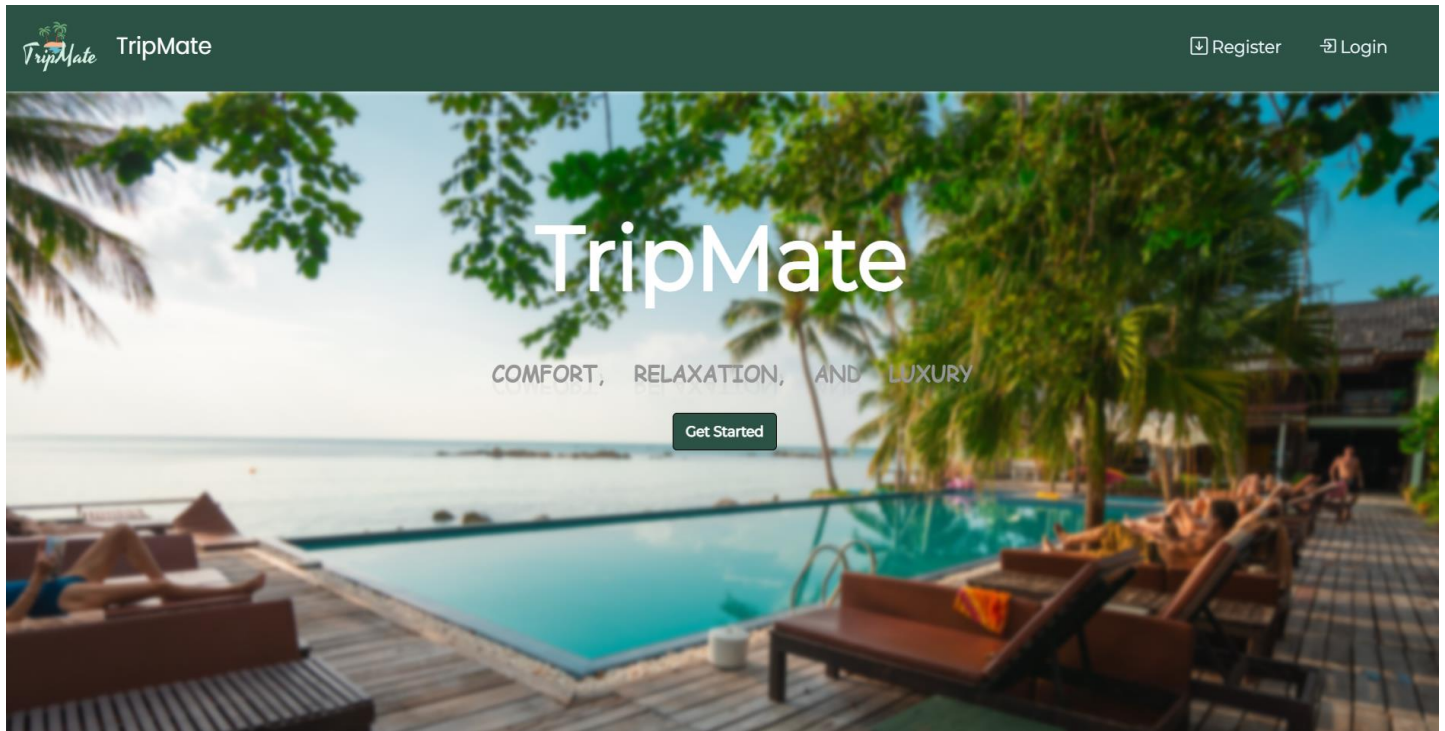 TripMate
TripMate
Register
Login
TripMate
COMFORT, RELAXATION, AND LUXURY
Get Started